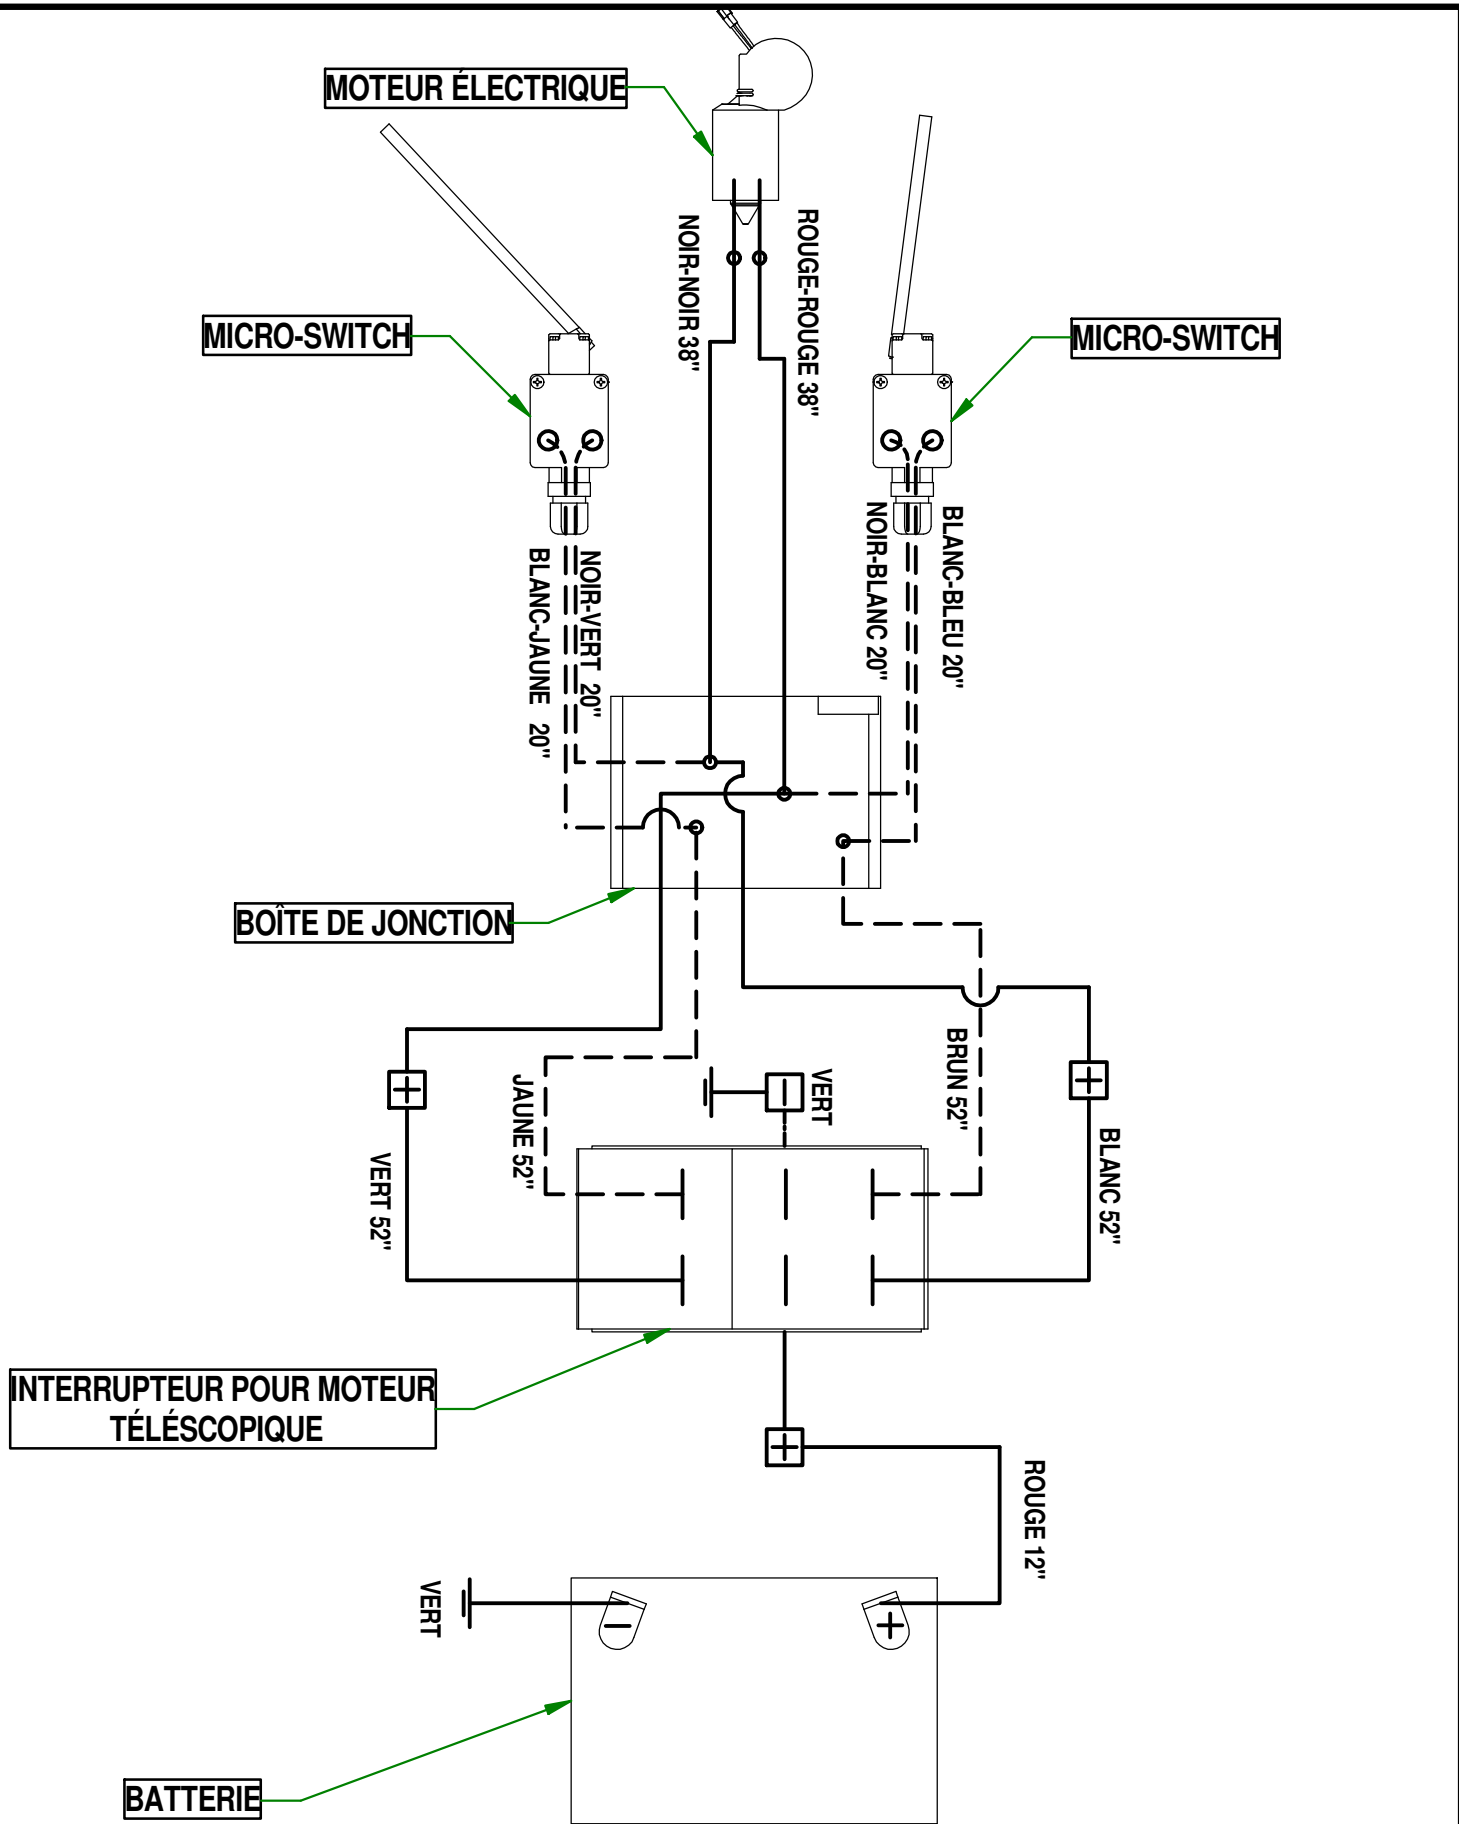 MOTEUR ÉLECTRIQUE
NOIR-NOIR 38"
ROUGE-ROUGE 38"
MICRO-SWITCH
MICRO-SWITCH
BLANC-JAUNE 20"
NOIR-VERT 20"
NOIR-BLANC 20"
BLANC-BLEU 20"
BOÎTE DE JONCTION
VERT 52"
JAUNE 52"
VERT
BRUN 52"
BLANC 52"
INTERRUPTEUR POUR MOTEUR
TÉLÉSCOPIQUE
ROUGE 12"
VERT
BATTERIE